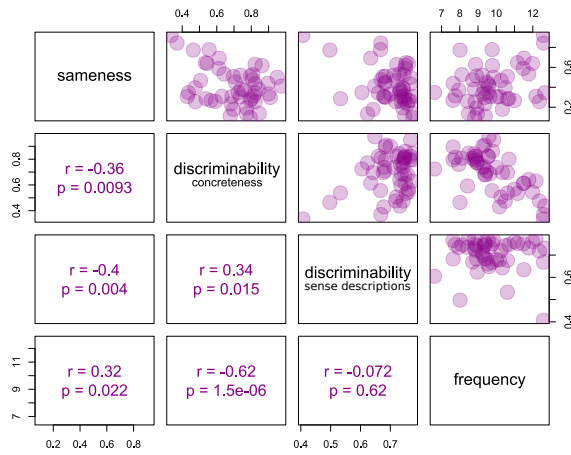 0.4 0.6 0.8
7 8 9 10 12
sameness
0.2 0.6
0.4 0.6 0.8
r = -0.36
p = 0.0093
discriminability
concreteness
r = -0.4
p = 0.004
r = 0.34
p = 0.015
discriminability
sense descriptions
0.4 0.6
7 9 11
r = 0.32
p = 0.022
r = -0.62
p = 1.5e-06
r = -0.072
p = 0.62
frequency
0.2 0.4 0.6 0.8
0.4 0.5 0.6 0.7